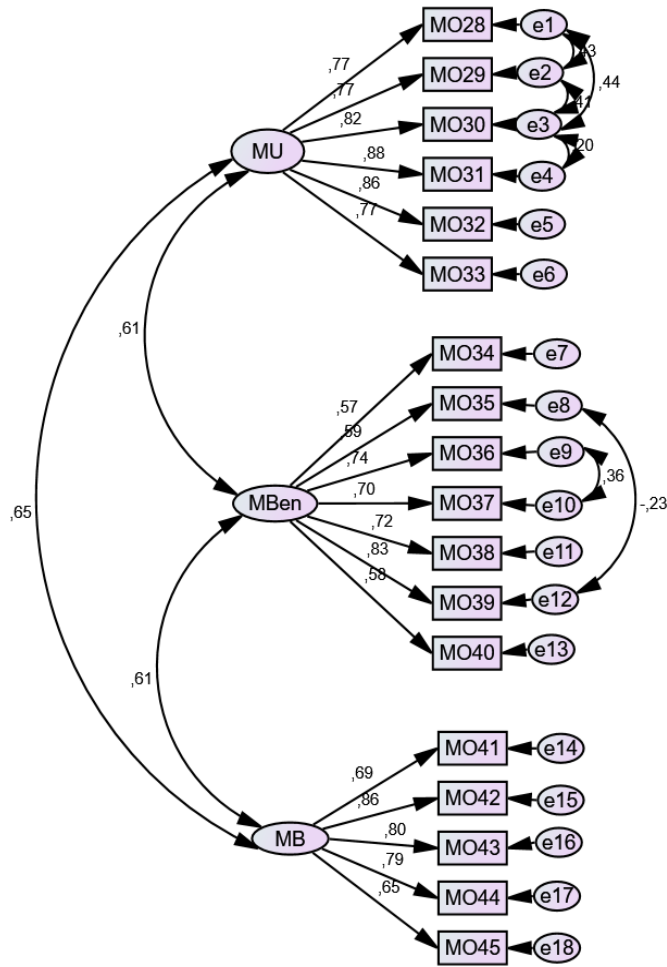 MO28
e1
,77
,43
MO29
e2
,77
,44
,41
MO30
e3
,82
,20
MU
MO31
e4
,88
,86
MO32
e5
,77
MO33
e6
,61
MO34
e7
,57
MO35
e8
,59
MO36
e9
,74
,36
MBen
MO37
e10
,70
-,23
,65
,72
MO38
e11
,83
MO39
e12
,58
MO40
e13
,61
MO41
e14
,69
MO42
e15
,86
MB
MO43
e16
,80
,79
MO44
e17
,65
MO45
e18